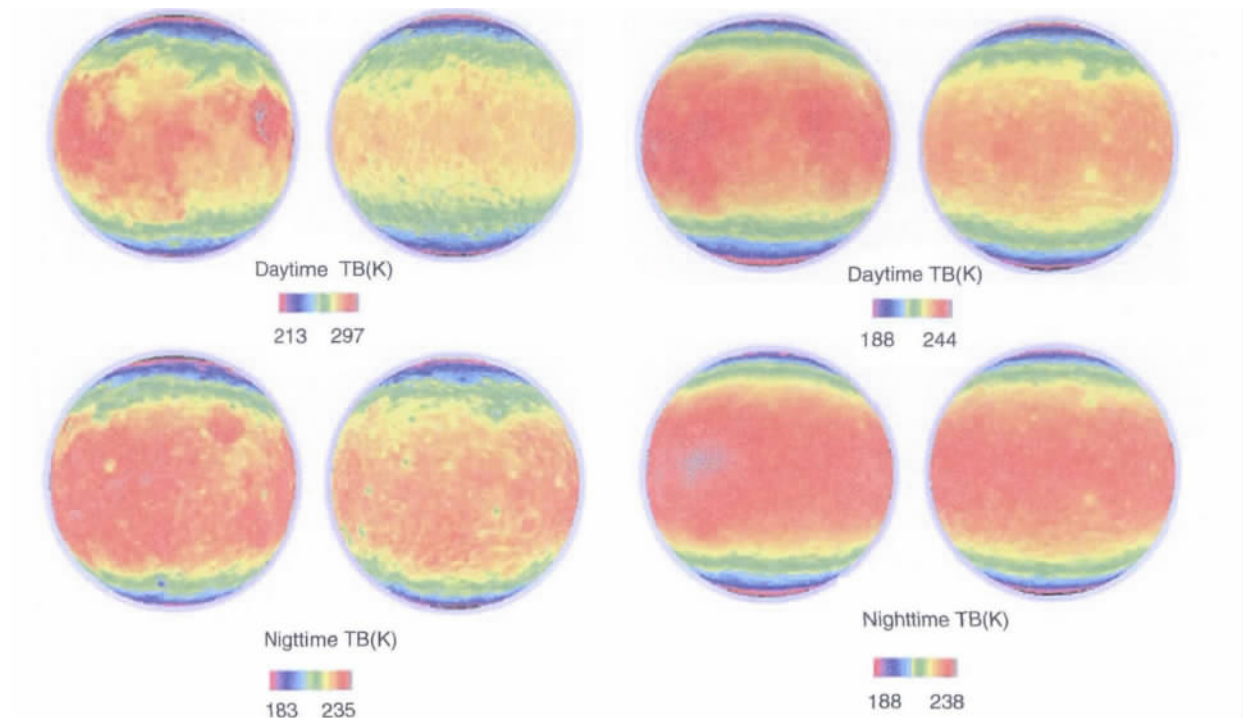 Daytime TB(K)
213 297
Daytime TB(K)
188 244
Nigttime TB(K)
183 235
Nighttime TB(K)
188 238